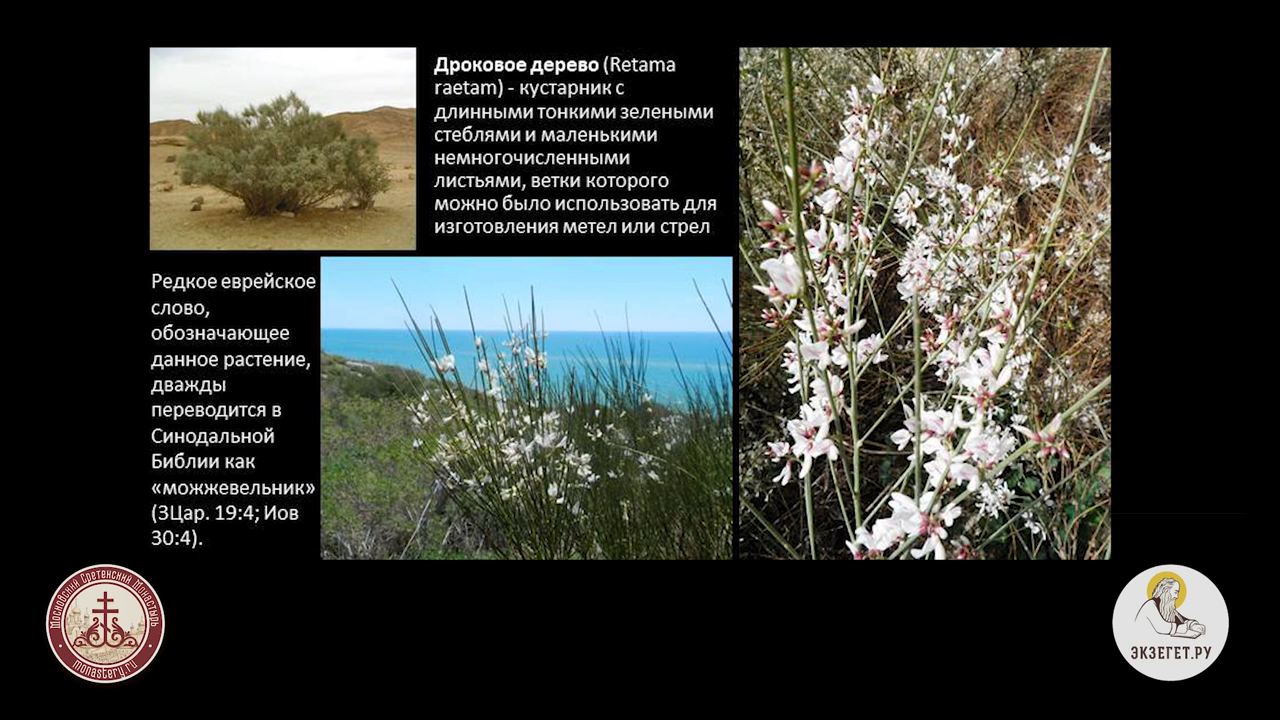 Дроковое дерево (Retama
raetam) - кустарник с
длинными тонкими зелеными
стеблями и маленькими
немногочисленными
листьями, ветки которого
можно было использовать для
изготовления метел или стрел
Редкое еврейское
слово,
обозначающее
данное растение,
дважды
переводится в
Синодальной
Библии как
«можжевельник»
(3Цар. 19:4; Иов
30:4).
Московский Сретенский Монастырь
monastery.ru
ЭКЗЕГЕТ.РУ